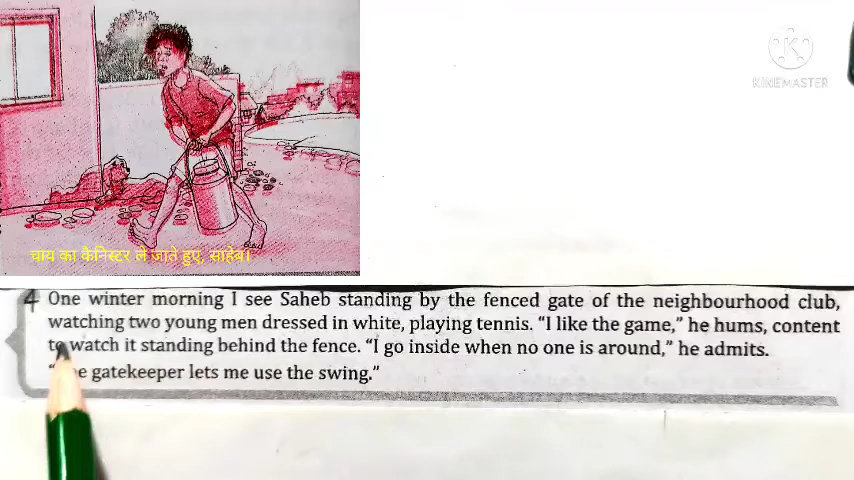 KINEMASTER
चाय का कैनिस्टर ले जाते हुए, साहेब।
4 One winter morning I see Saheb standing by the fenced gate of the neighbourhood club,
watching two young men dressed in white, playing tennis. “I like the game,” he hums, content
to watch it standing behind the fence. “I go inside when no one is around,” he admits.
gatekeeper lets me use the swing.”